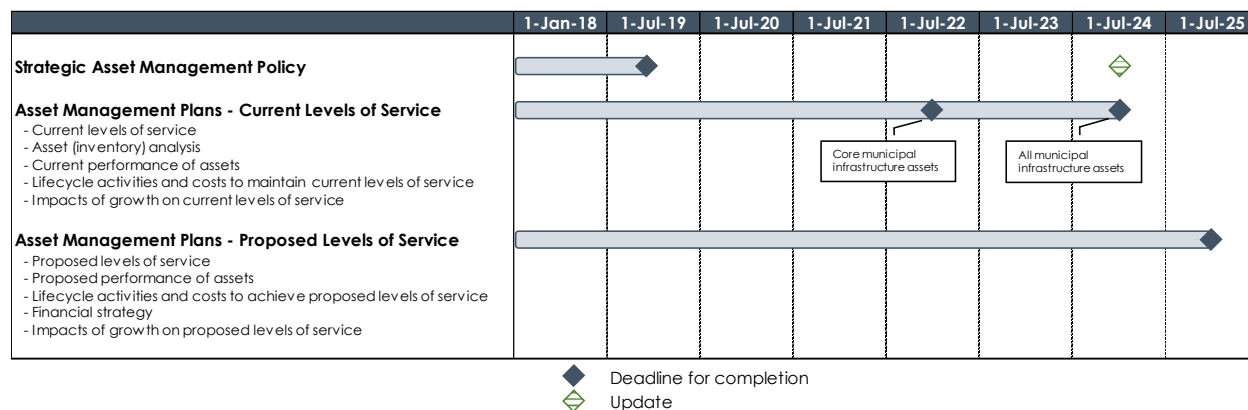 1-Jan-18 1-Jul-19 1-Jul-20 1-Jul-21 1-Jul-22 1-Jul-23 1-Jul-24 1-Jul-25
Strategic Asset Management Policy
Asset Management Plans - Current Levels of Service
- Current levels of service
- Asset (inventory) analysis
- Current performance of assets
- Lifecycle activities and costs to maintain current levels of service
- Impacts of growth on current levels of service
Core municipal
infrastructure assets
All municipal
infrastructure assets
Asset Management Plans - Proposed Levels of Service
- Proposed levels of service
- Proposed performance of assets
- Lifecycle activities and costs to achieve proposed levels of service
- Financial strategy
- Impacts of growth on proposed levels of service
Deadline for completion
Update